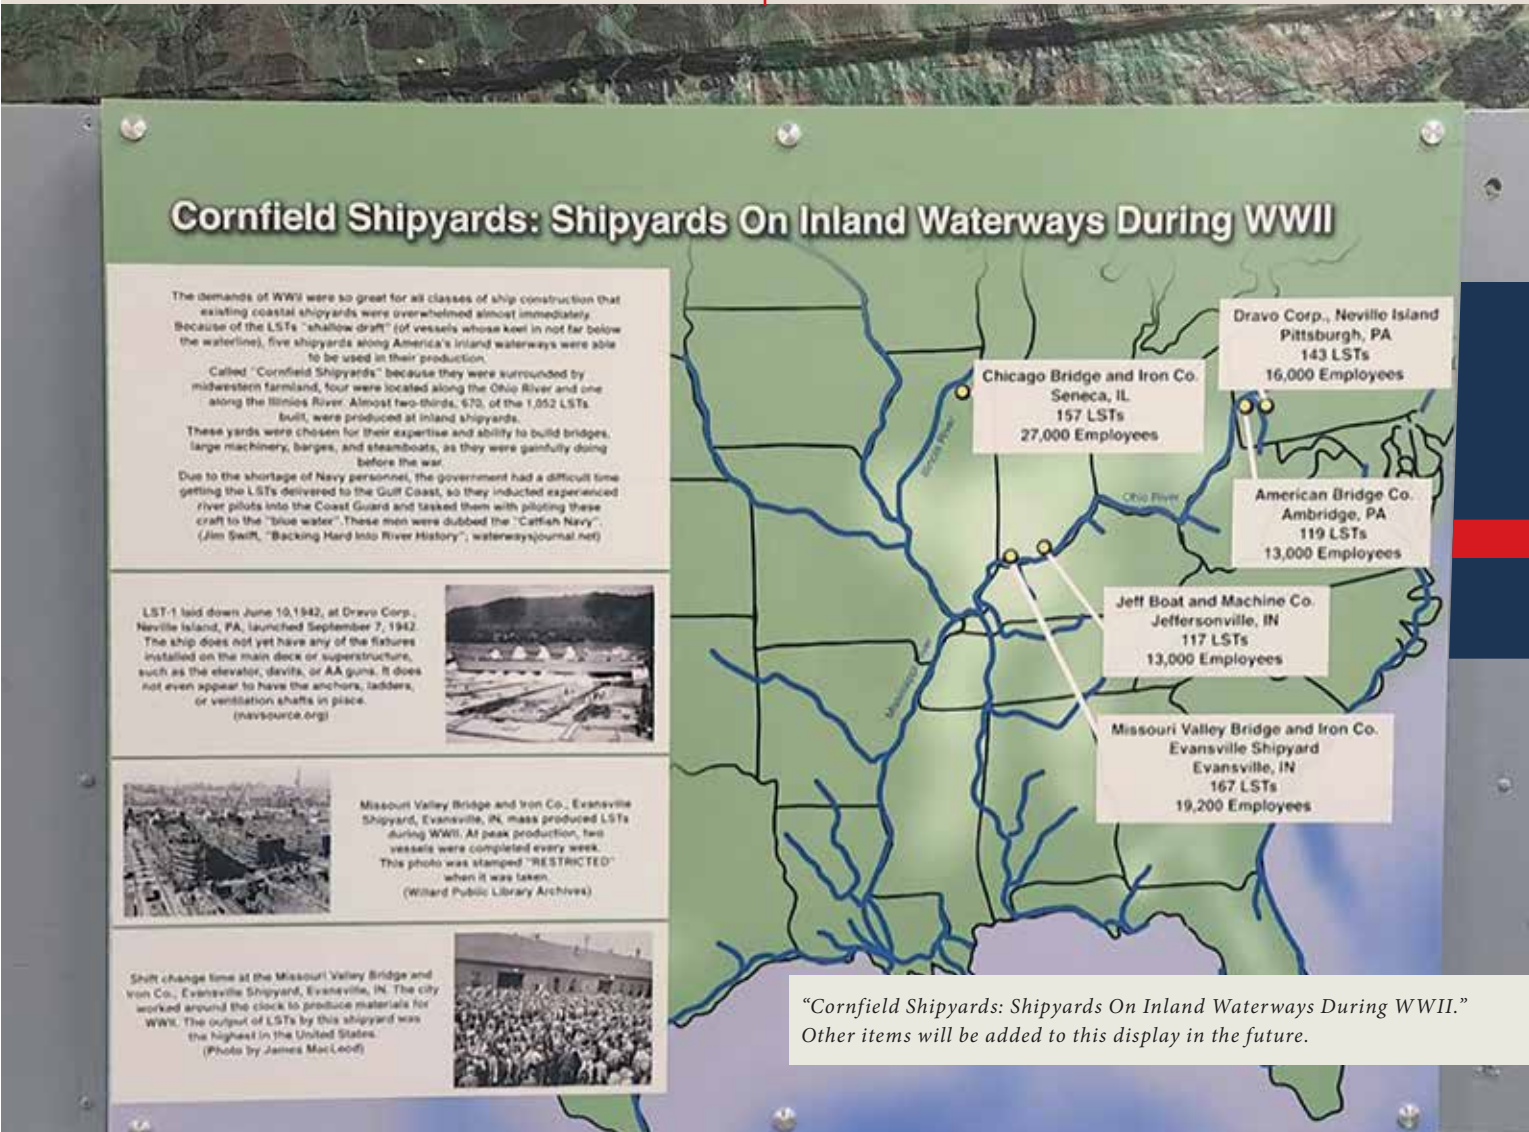 Cornfield Shipyards: Shipyards On Inland Waterways During WWII
The demands of WWII were so great for all classes of ship construction that
existing coastal shipyards were overwhelmed almost immediately.
Because of the LSTs "shallow draft" (of vessels whose keel in not far below
the waterline), five shipyards along America's inland waterways were able
to be used in their production.
Called "Cornfield Shipyards" because they were surrounded by
midwestern farmland, four were located along the Ohio River and one
along the Illinios River. Almost two-thirds, 670, of the 1,052 LSTs
built, were produced at inland shipyards.
These yards were chosen for their expertise and ability to build bridges,
large machinery, barges, and steamboats, as they were gainfully doing
before the war.
Due to the shortage of Navy personnel, the government had a difficult time
getting the LSTs delivered to the Gulf Coast, so they inducted experienced
river pilots into the Coast Guard and tasked them with piloting these
craft to the "blue water". These men were dubbed the "Catfish Navy".
(Jim Swift, "Backing Hard Into River History", waterwaysjournal.net)
LST-1 laid down June 10,1942, at Dravo Corp.,
Neville Island, PA, launched September 7, 1942.
The ship does not yet have any of the fixtures
installed on the main deck or superstructure,
such as the elevator, davits, or AA guns. It does
not even appear to have the anchors, ladders,
or ventilation shafts in place.
(navsource.org)
Missouri Valley Bridge and Iron Co., Evansville
Shipyard, Evansville, IN, mass produced LSTs
during WWII. At peak production, two
vessels were completed every week.
This photo was stamped "RESTRICTED"
when it was taken.
(Willard Public Library Archives)
Shift change time at the Missouri Valley Bridge and
Iron Co., Evansville Shipyard, Evansville, IN. The city
worked around the clock to produce materials for
WWII. The output of LSTs by this shipyard was
the highest in the United States.
(Photo by James MacLeod)
Dravo Corp., Neville Island
Pittsburgh, PA
143 LSTs
16,000 Employees
Chicago Bridge and Iron Co.
Seneca, IL
157 LSTs
27,000 Employees
Illinois River
Ohio River
American Bridge Co.
Ambridge, PA
119 LSTs
13,000 Employees
Jeff Boat and Machine Co.
Jeffersonville, IN
117 LSTs
13,000 Employees
Mississippi River
Missouri Valley Bridge and Iron Co.
Evansville Shipyard
Evansville, IN
167 LSTs
19,200 Employees
“Cornfield Shipyards: Shipyards On Inland Waterways During WWII.”
Other items will be added to this display in the future.